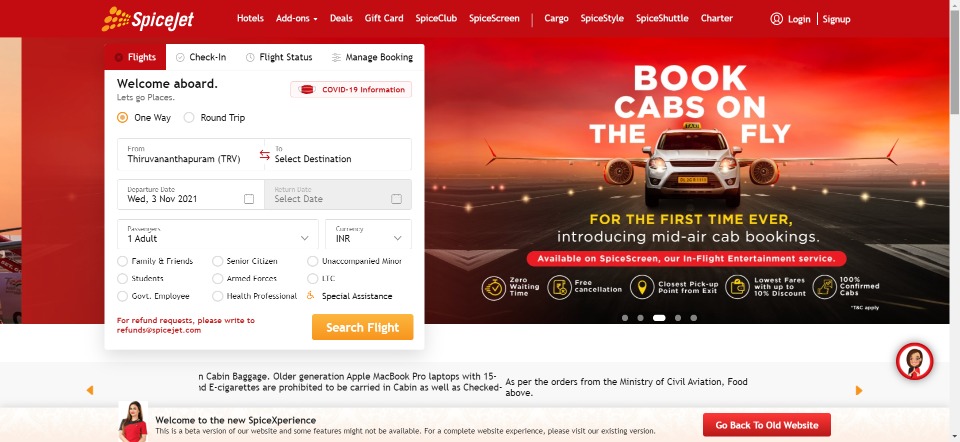 spiceJet
Hotels Add-ons Deals Gift Card SpiceClub SpiceScreen Cargo SpiceStyle SpiceShuttle Charter Login Signup
Flights Check-In Flight Status Manage Booking
Welcome aboard.
Lets go Places.
COVID-19 Information
One Way Round Trip
From
Thiruvananthapuram (TRV)
To
Select Destination
Departure Date
Wed, 3 Nov 2021
Return Date
Select Date
Passengers
1 Adult
Currency
INR
Family & Friends Senior Citizen Unaccompanied Minor
Students Armed Forces LTC
Govt. Employee Health Professional Special Assistance
For refund requests, please write to
refunds@spicejet.com
Search Flight
BOOK
CABS ON
THE FLY
TAXI
FOR THE FIRST TIME EVER,
introducing mid-air cab bookings.
Available on SpiceScreen, our In-Flight Entertainment service.
Zero
Waiting
Time
Free
cancellation
Closest Pick-up
Point from Exit
Lowest Fares
with up to
10% Discount
100%
Confirmed
Cabs
*T&C apply
n Cabin Baggage. Older generation Apple MacBook Pro laptops with 15-
d E-cigarettes are prohibited to be carried in Cabin as well as Checked-
As per the orders from the Ministry of Civil Aviation, Food
above.
Welcome to the new SpiceXperience
This is a beta version of our website and some features might not be available. For a complete website experience, please visit our existing version.
Go Back To Old Website